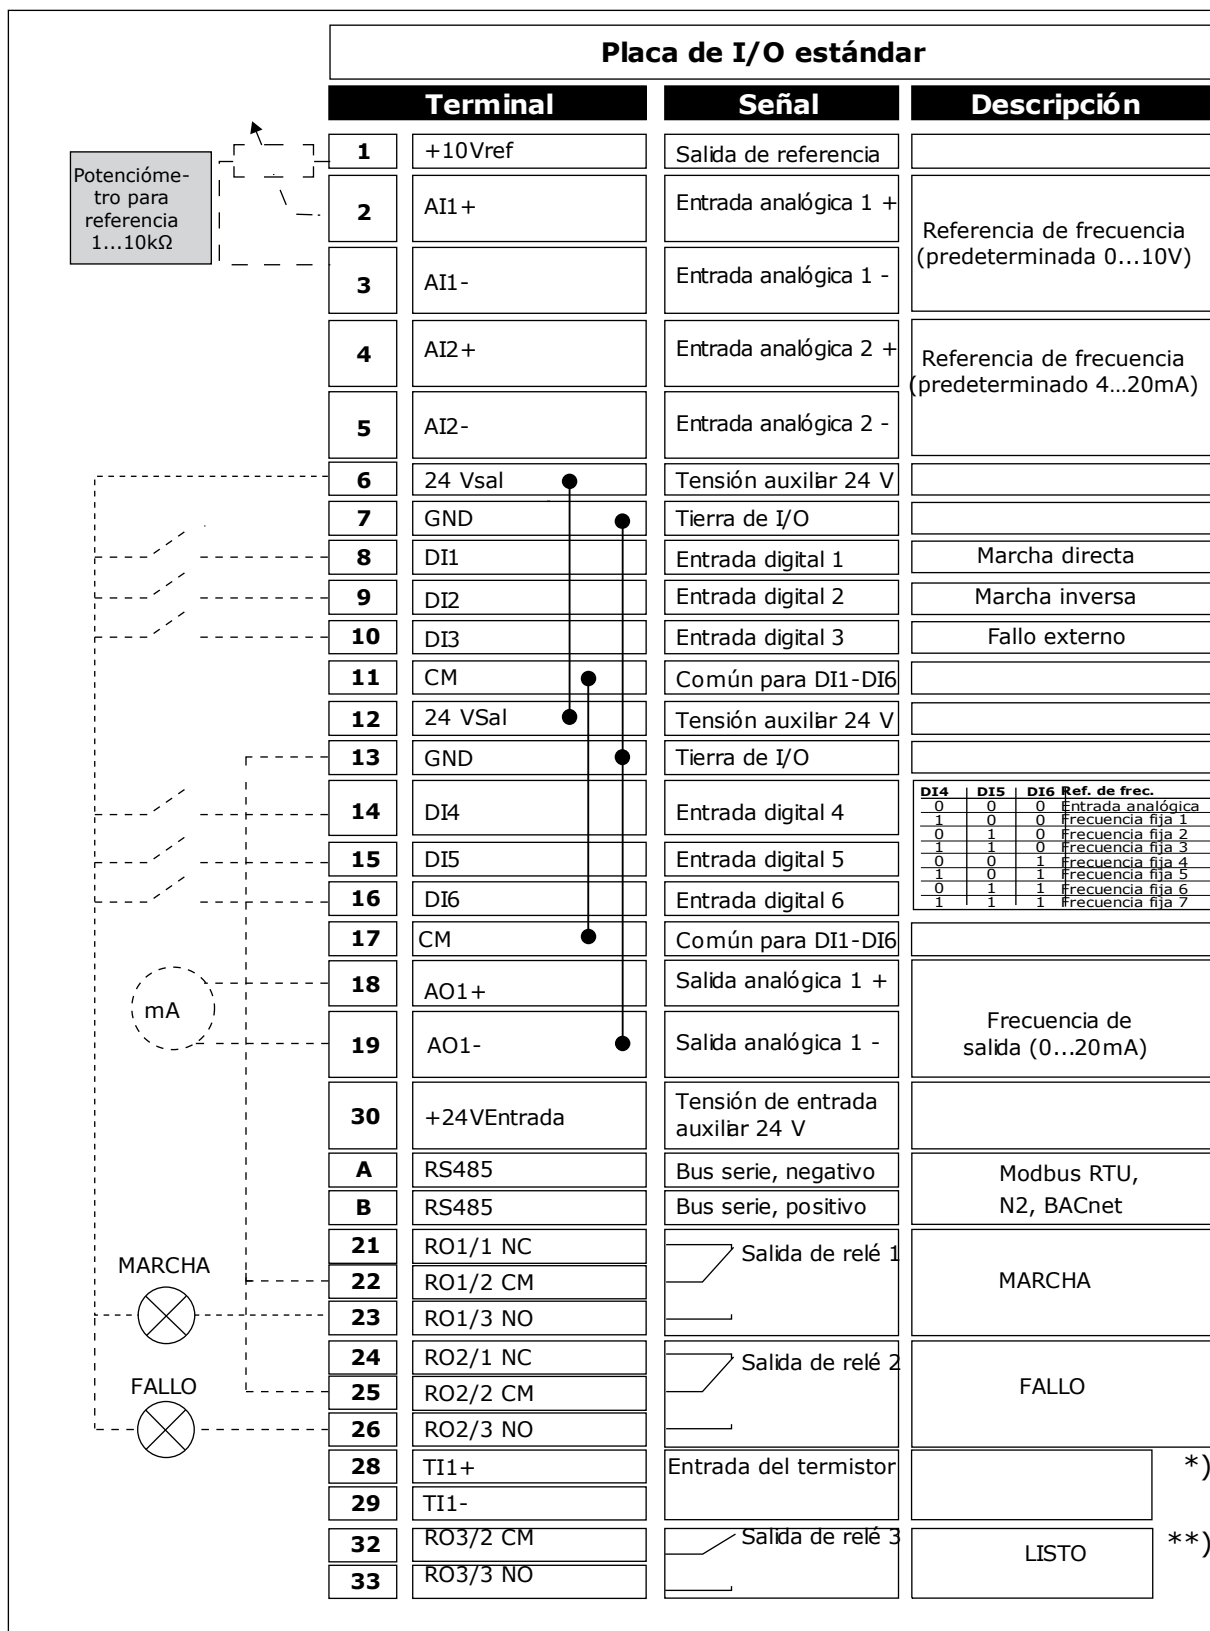 Placa de I/O estándar
Terminal Señal Descripción
Potencióme-
tro para
referencia
1...10kΩ
1 +10Vref Salida de referencia
2 AI1+ Entrada analógica 1 +
3 AI1- Entrada analógica 1 -
Referencia de frecuencia
(predeterminada 0...10V)
4 AI2+ Entrada analógica 2 +
5 AI2- Entrada analógica 2 -
Referencia de frecuencia
(predeterminado 4...20mA)
6 24 Vsal Tensión auxiliar 24 V
7 GND Tierra de I/O
8 DI1 Entrada digital 1 Marcha directa
9 DI2 Entrada digital 2 Marcha inversa
10 DI3 Entrada digital 3 Fallo externo
11 CM Común para DI1-DI6
12 24 VSal Tensión auxiliar 24 V
13 GND Tierra de I/O
14 DI4 Entrada digital 4
15 DI5 Entrada digital 5
16 DI6 Entrada digital 6
DI4 DI5 DI6 Ref. de frec.
0 0 0 Entrada analógica
1 0 0 Frecuencia fija 1
0 1 0 Frecuencia fija 2
1 1 0 Frecuencia fija 3
0 0 1 Frecuencia fija 4
1 0 1 Frecuencia fija 5
0 1 1 Frecuencia fija 6
1 1 1 Frecuencia fija 7
17 CM Común para DI1-DI6
mA
18 AO1+ Salida analógica 1 +
19 AO1- Salida analógica 1 -
Frecuencia de
salida (0...20mA)
30 +24VEntrada Tensión de entrada
auxiliar 24 V
A RS485 Bus serie, negativo
B RS485 Bus serie, positivo
Modbus RTU,
N2, BACnet
MARCHA
21 RO1/1 NC Salida de relé 1
22 RO1/2 CM MARCHA
23 RO1/3 NO
FALLO
24 RO2/1 NC Salida de relé 2
25 RO2/2 CM FALLO
26 RO2/3 NO
28 TI1+ Entrada del termistor *)
29 TI1-
32 RO3/2 CM Salida de relé 3 LISTO **)
33 RO3/3 NO